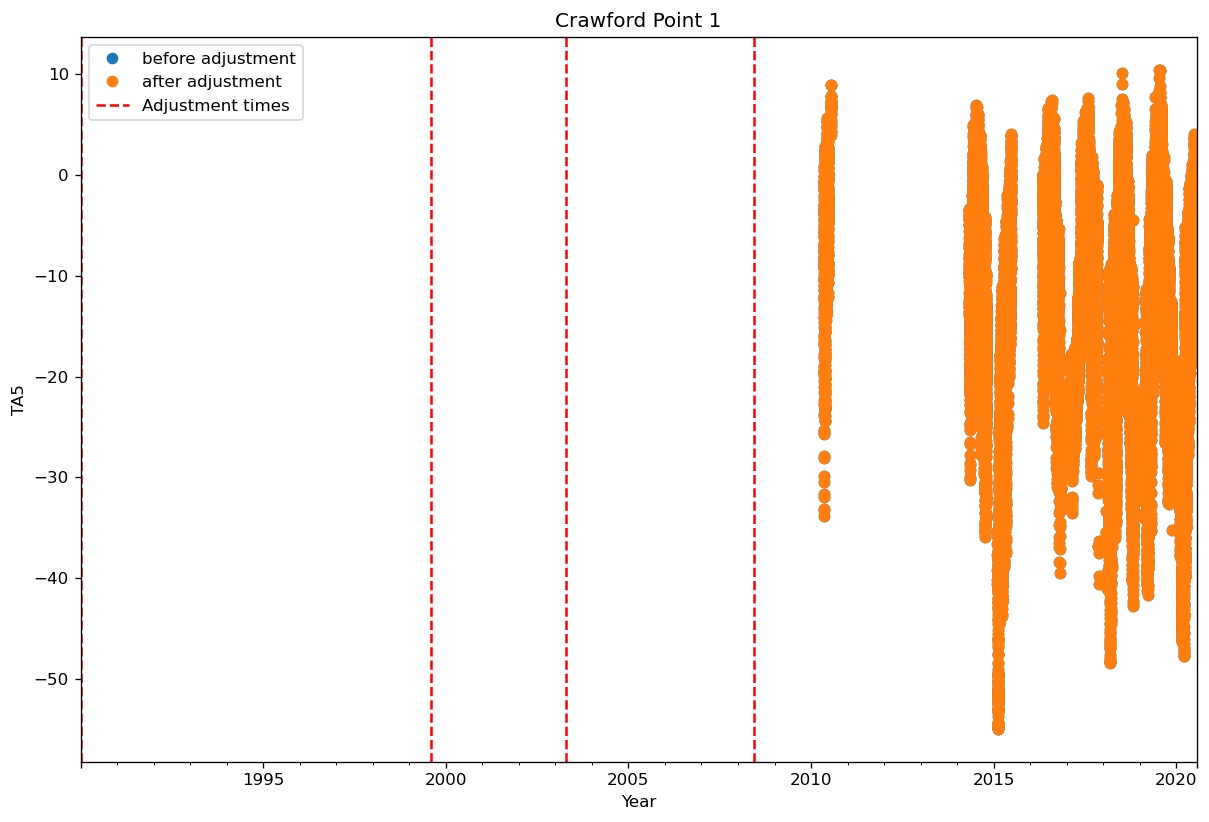 Crawford Point 1
before adjustment
after adjustment
Adjustment times
10
0
−10
−20
−30
−40
−50
TA5
1995
2000
2005
2010
2015
2020
Year